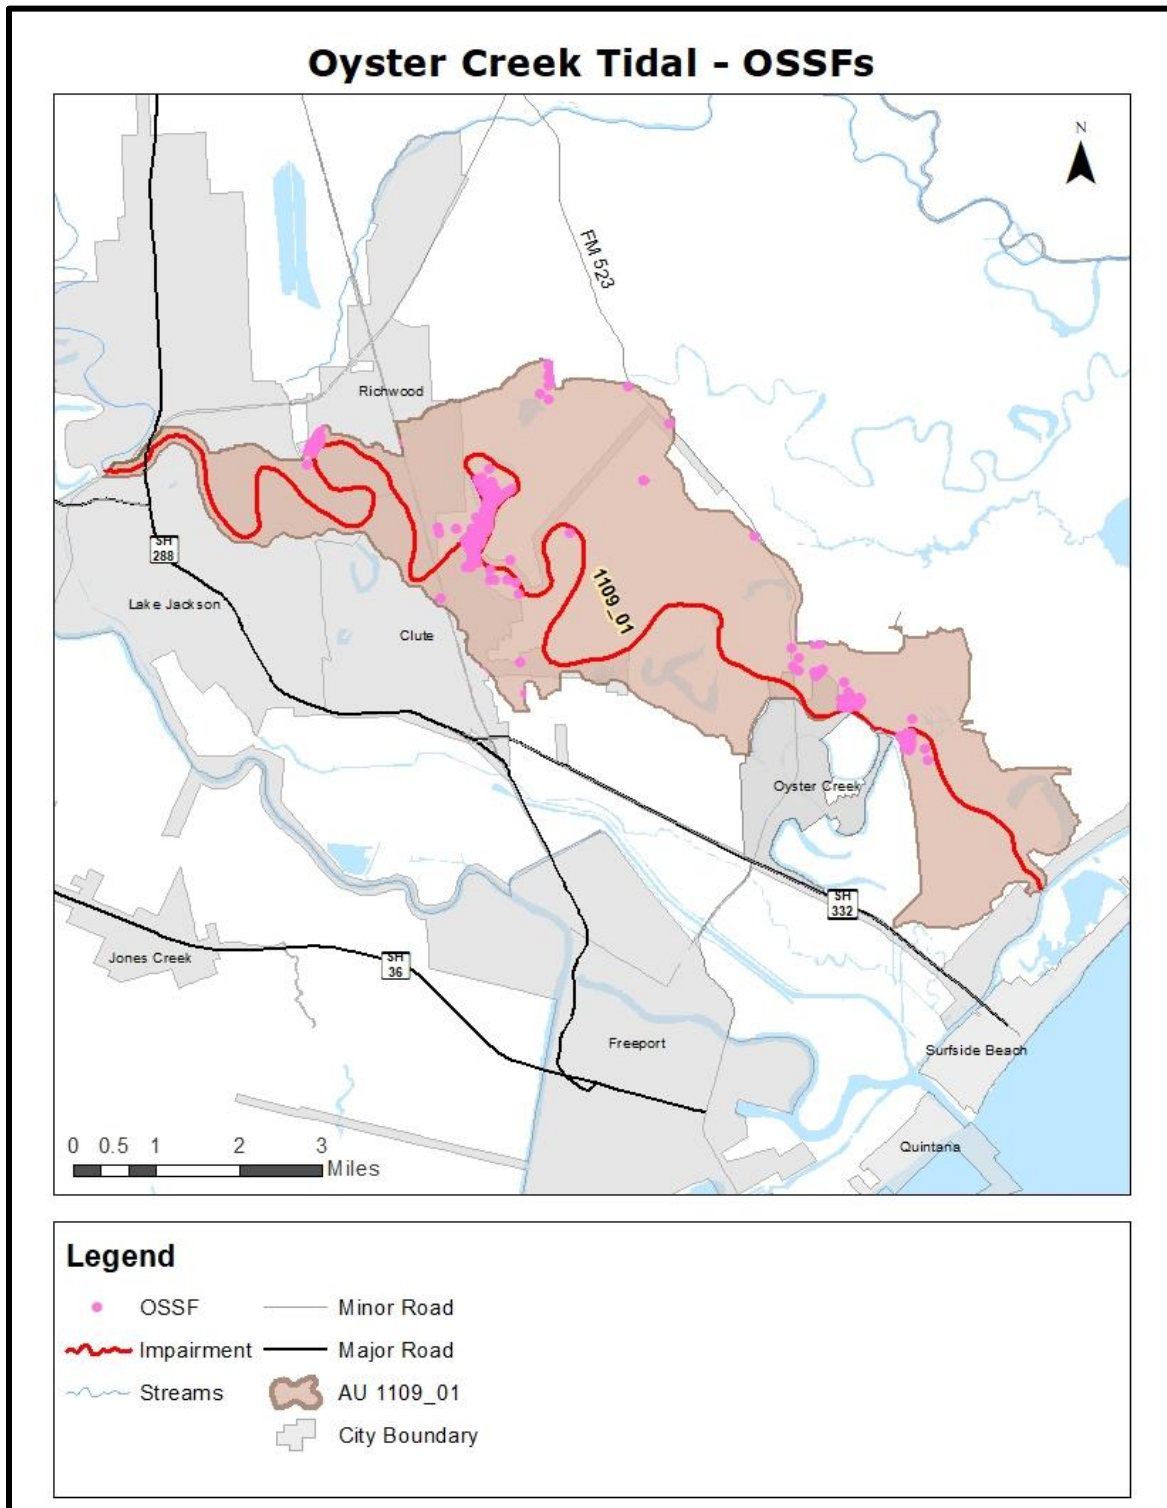 Oyster Creek Tidal - OSSFs
N
FM 523
Richwood
1109_01
SH
288
Lake Jackson
Clute
Oyster Creek
SH
332
Jones Creek
SH
36
Freeport
Surfside Beach
Quintana
0 0.5 1 2 3
Miles
Legend
OSSF
Minor Road
Impairment
Major Road
Streams
AU 1109_01
City Boundary